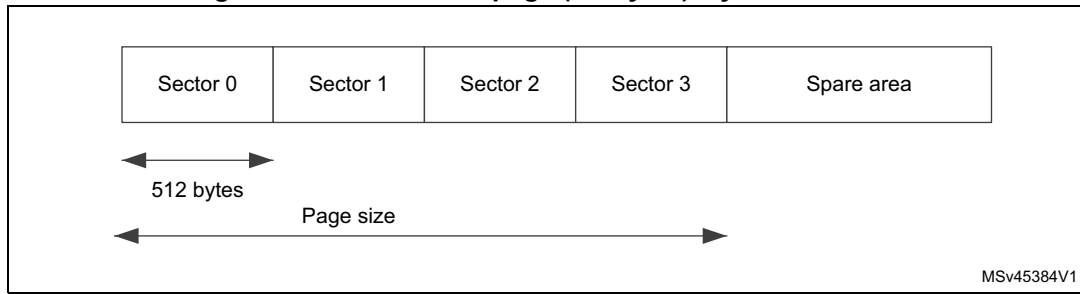 Sector 0 Sector 1 Sector 2 Sector 3 Spare area
512 bytes
Page size
MSv45384V1